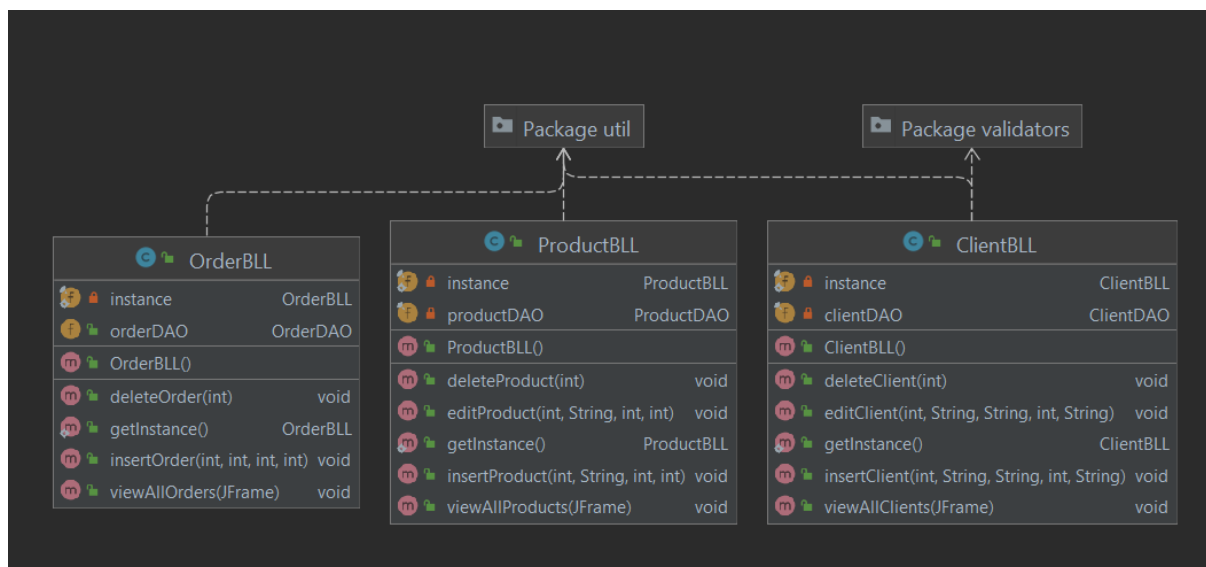 Package util
Package validators
OrderBLL
instance OrderBLL
orderDAO OrderDAO
OrderBLL()
deleteOrder(int) void
getInstance() OrderBLL
insertOrder(int, int, int, int) void
viewAllOrders(JFrame) void
ProductBLL
instance ProductBLL
productDAO ProductDAO
ProductBLL()
deleteProduct(int) void
editProduct(int, String, int, int) void
getInstance() ProductBLL
insertProduct(int, String, int, int) void
viewAllProducts(JFrame) void
ClientBLL
instance ClientBLL
clientDAO ClientDAO
ClientBLL()
deleteClient(int) void
editClient(int, String, String, int, String) void
getInstance() ClientBLL
insertClient(int, String, String, int, String) void
viewAllClients(JFrame) void